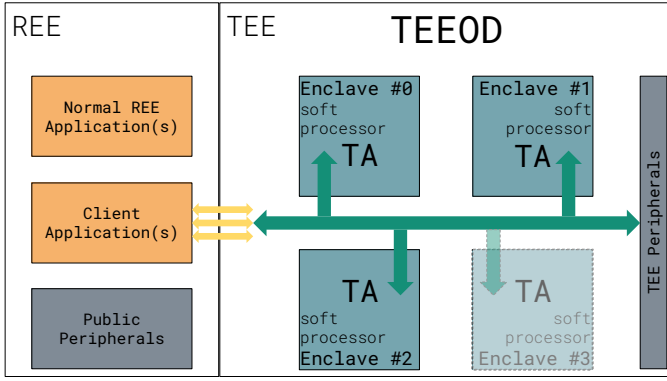 REE
TEE
TEEOD
Normal REE
Application(s)
Client
Application(s)
Public
Peripherals
Enclave #0
soft
processor
TA
Enclave #1
soft
processor
TA
TA
soft
processor
Enclave #2
TA
soft
processor
Enclave #3
TEE Peripherals